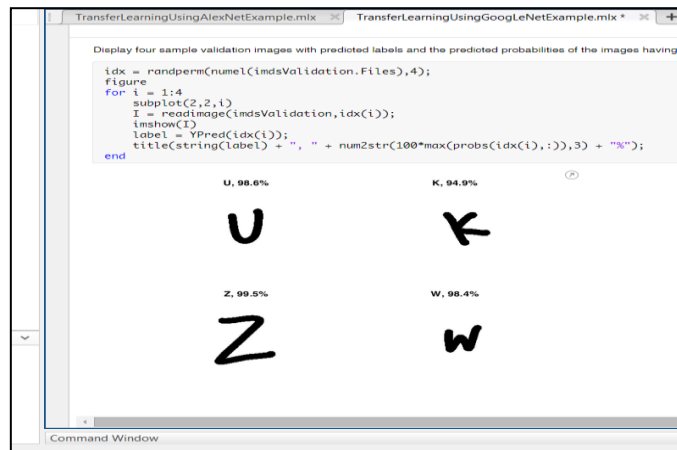 TransferLearningUsingAlexNetExample.mlx
TransferLearningUsingGoogLeNetExample.mlx *
Display four sample validation images with predicted labels and the predicted probabilities of the images having
idx = randperm(numel(imdsValidation.Files),4);
figure
for i = 1:4
subplot(2,2,i)
I = readimage(imdsValidation,idx(i));
imshow(I)
label = YPred(idx(i));
title(string(label) + ", " + num2str(100*max(probs(idx(i),:)),3) + "%");
end
U, 98.6%
K, 94.9%
U
K
Z, 99.5%
W, 98.4%
Z
W
Command Window